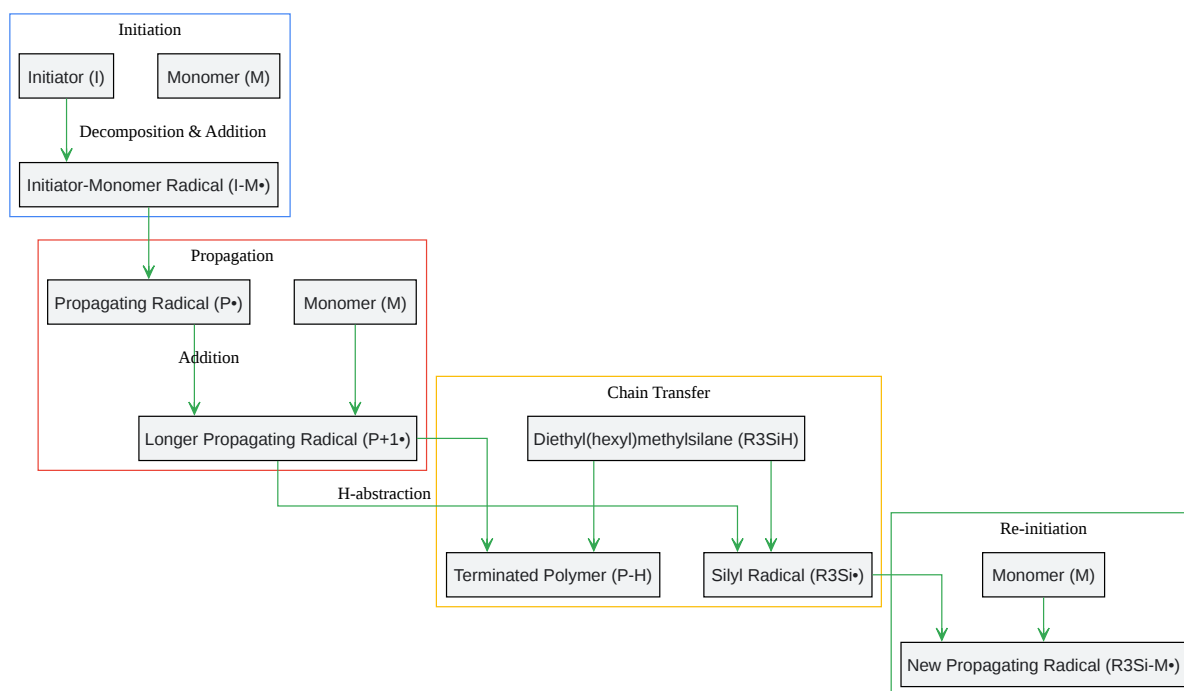 Initiation
Initiator (I)
Monomer (M)
Decomposition & Addition
Initiator-Monomer Radical (I-M•)
Propagation
Propagating Radical (P•)
Monomer (M)
Addition
Longer Propagating Radical (P+1•)
Chain Transfer
Diethyl(hexyl)methylsilane (R3SiH)
H-abstraction
Terminated Polymer (P-H)
Silyl Radical (R3Si•)
Re-initiation
Monomer (M)
New Propagating Radical (R3Si-M•)